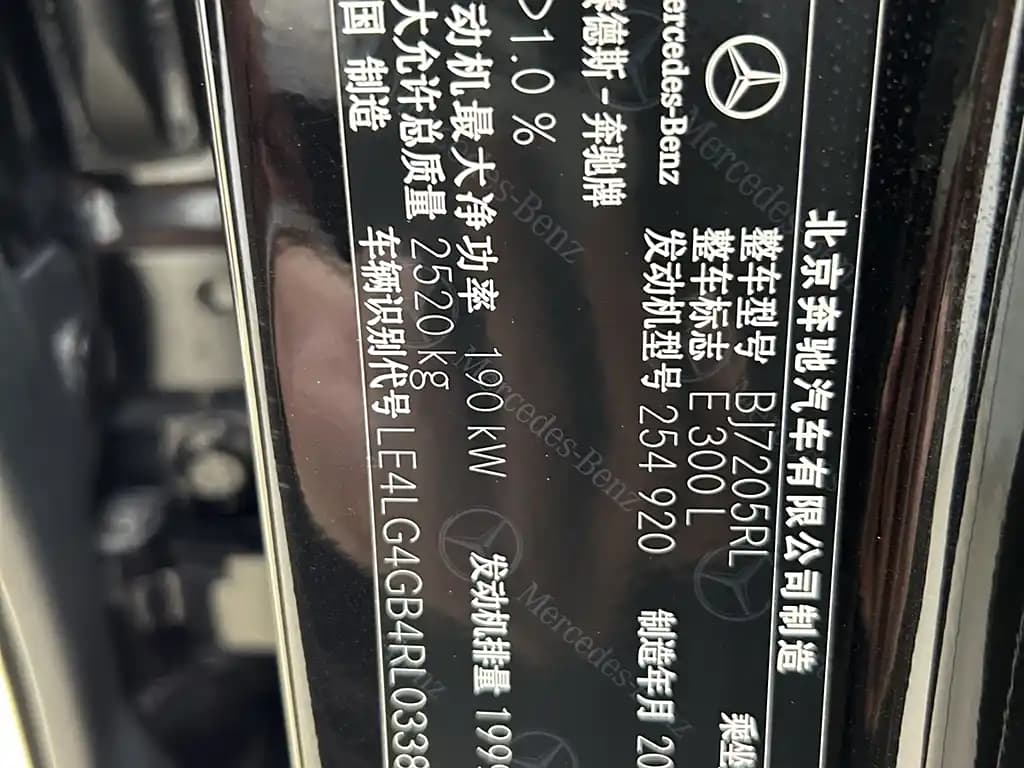 北京奔驰汽车有限公司制造
Mercedes-Benz 整车型号 BJ7205RL
整车标志 E 300 L
德斯-奔驰牌 发动机型号 254 920 制造年月 20
>1.0 %
动机最大净功率 190 kW 发动机排量 199
大允许总质量 2520 kg
国 制造 车辆识别代号 LE4LG4GB4RL0338
Mercedes-Benz
Mercedes-Benz